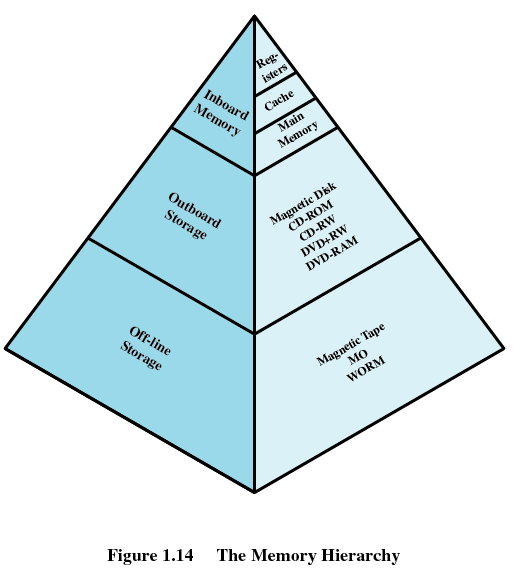 Inboard
Memory
Reg-
isters
Cache
Main
Memory
Outboard
Storage
Magnetic Disk
CD-ROM
CD-RW
DVD+RW
DVD-RAM
Off-line
Storage
Magnetic Tape
MO
WORM
Figure 1.14 The Memory Hierarchy